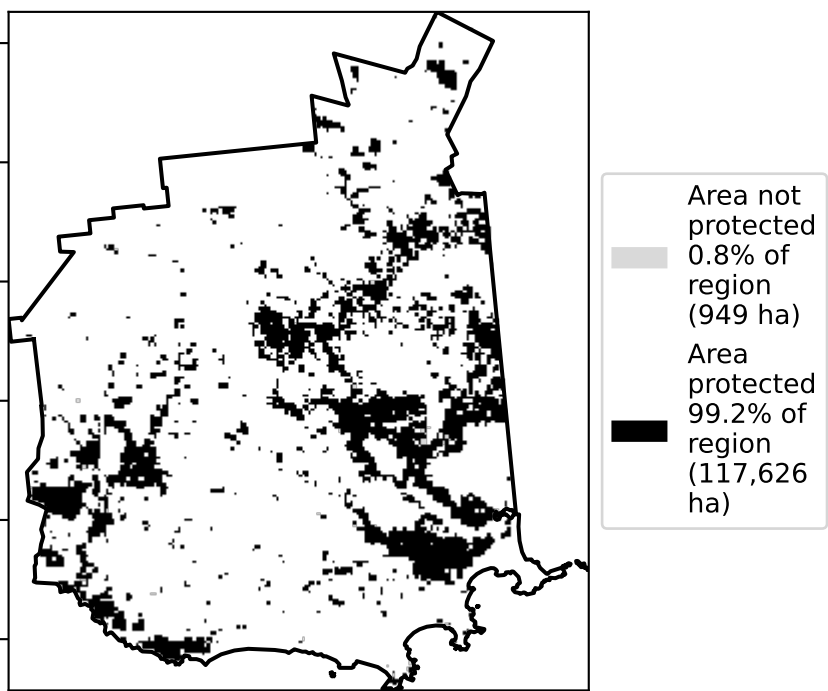 Area not
protected
0.8% of
region
(949 ha)
Area
protected
99.2% of
region
(117,626
ha)